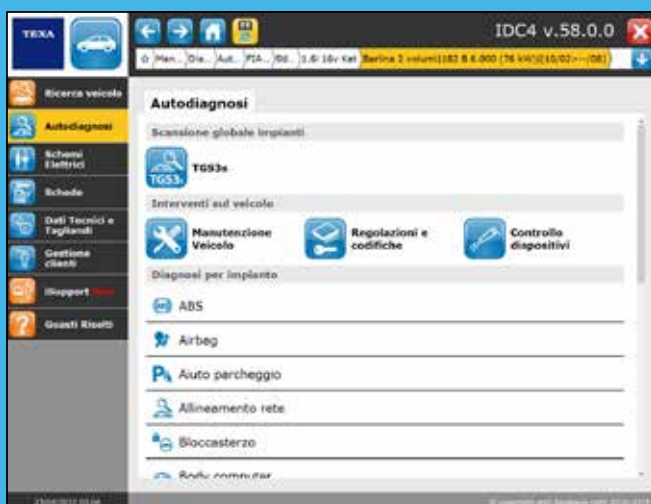 TEXA
IDC4 v.58.0.0
Autodiagnosi
Scansione globale impianti
TGS3s
TGS3s
Interventi sul veicolo
Manutenzione
Veicolo
Regolazioni e
codifiche
Controllo
dispositivi
Diagnosi per impianto
ABS
Airbag
Auto parcheggio
Allineamento rete
Bloccasterzo
Body computer
Ricerca veicolo
Autodiagnosi
Schemi
Elettrici
Schede
Dati Tecnici e
Tagliandi
Gestione
clienti
iSupport
Guasti Risolti